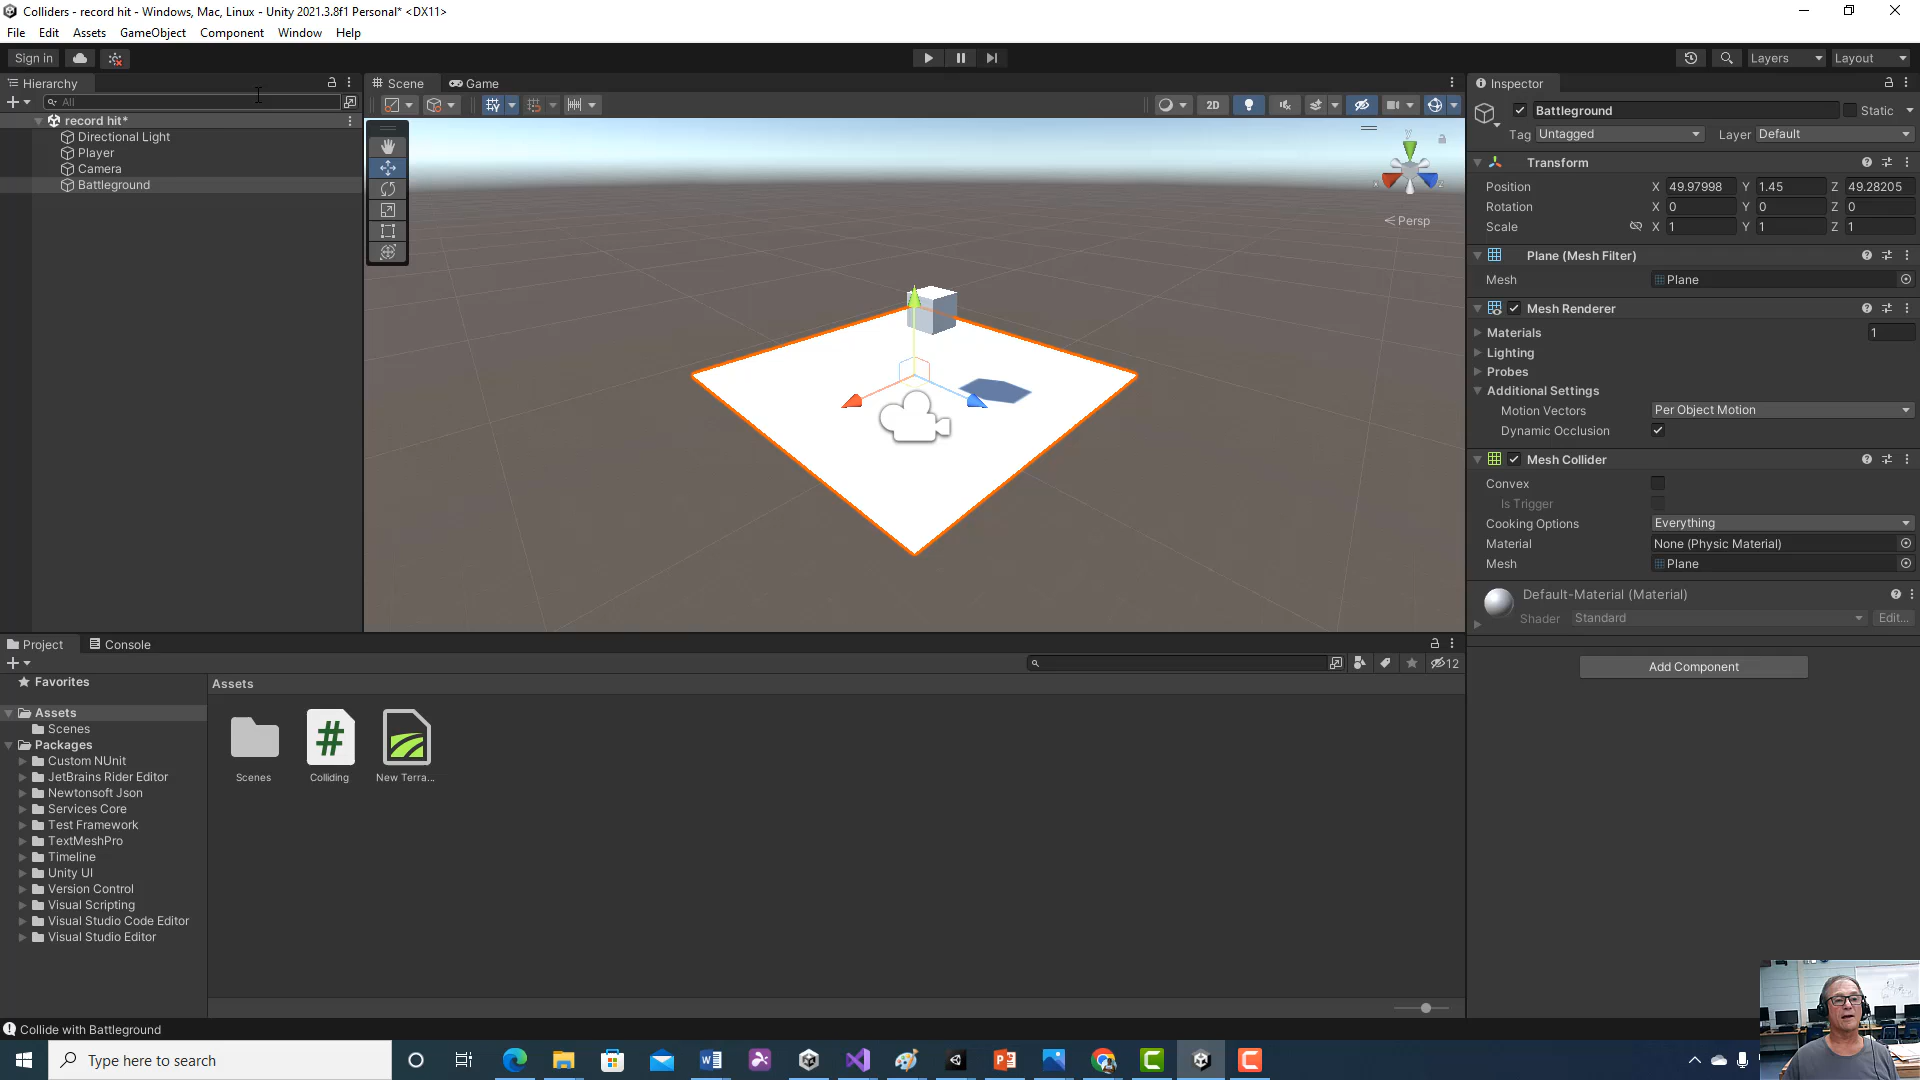 Colliders - record hit - Windows, Mac, Linux - Unity 2021.3.8f1 Personal* <DX11>
File Edit Assets GameObject Component Window Help
Sign in Layers Layout
Hierarchy
All
record hit*
Directional Light
Player
Camera
Battleground
Scene Game
2D
y
Persp
Inspector
Battleground Static
Tag Untagged Layer Default
Transform
Position X 49.97998 Y 1.45 Z 49.28205
Rotation X 0 Y 0 Z 0
Scale X 1 Y 1 Z 1
Plane (Mesh Filter)
Mesh Plane
Mesh Renderer
Materials 1
Lighting
Probes
Additional Settings
Motion Vectors Per Object Motion
Dynamic Occlusion
Mesh Collider
Convex
Is Trigger
Cooking Options Everything
Material None (Physic Material)
Mesh Plane
Default-Material (Material)
Shader Standard Edit...
Add Component
Project Console
12
Favorites
Assets
Scenes
Packages
Custom NUnit
JetBrains Rider Editor
Newtonsoft Json
Services Core
Test Framework
TextMeshPro
Timeline
Unity UI
Version Control
Visual Scripting
Visual Studio Code Editor
Visual Studio Editor
Assets
Scenes Colliding New Terra...
Collide with Battleground
Type here to search